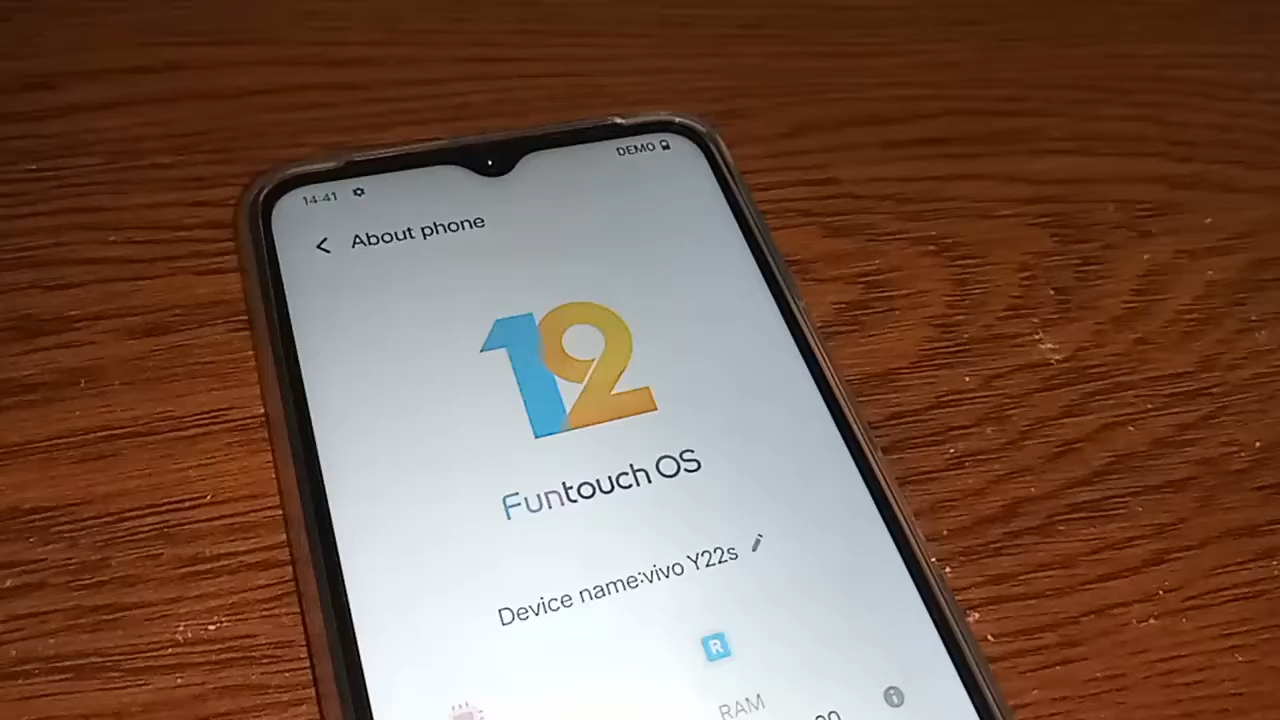 14:41
DEMO
About phone
12
Funtouch OS
Device name:vivo Y22s
R
RAM